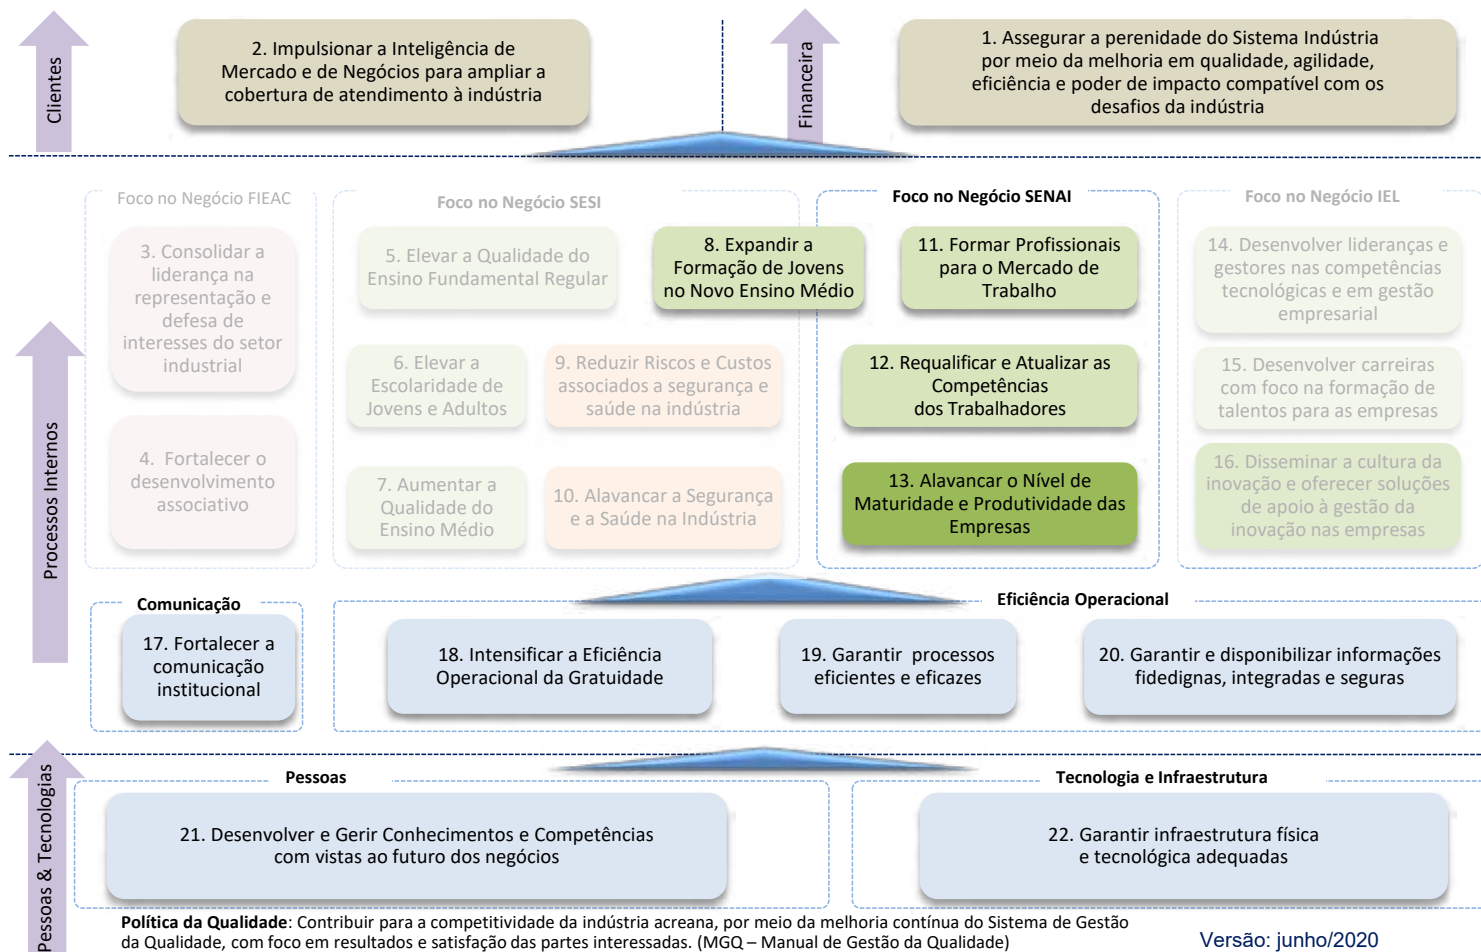 Clientes
2. Impulsionar a Inteligência de
Mercado e de Negócios para ampliar a
cobertura de atendimento à indústria
Financeira
1. Assegurar a perenidade do Sistema Indústria
por meio da melhoria em qualidade, agilidade,
eficiência e poder de impacto compatível com os
desafios da indústria
Processos Internos
Foco no Negócio FIEAC
3. Consolidar a
liderança na
representação e
defesa de
interesses do setor
industrial
4. Fortalecer o
desenvolvimento
associativo
Foco no Negócio SESI
5. Elevar a Qualidade do
Ensino Fundamental Regular
6. Elevar a
Escolaridade de
Jovens e Adultos
9. Reduzir Riscos e Custos
associados a segurança e
saúde na indústria
7. Aumentar a
Qualidade do
Ensino Médio
10. Alavancar a Segurança
e a Saúde na Indústria
8. Expandir a
Formação de Jovens
no Novo Ensino Médio
Foco no Negócio SENAI
11. Formar Profissionais
para o Mercado de
Trabalho
12. Requalificar e Atualizar as
Competências
dos Trabalhadores
13. Alavancar o Nível de
Maturidade e Produtividade das
Empresas
Foco no Negócio IEL
14. Desenvolver lideranças e
gestores nas competências
tecnológicas e em gestão
empresarial
15. Desenvolver carreiras
com foco na formação de
talentos para as empresas
16. Disseminar a cultura da
inovação e oferecer soluções
de apoio à gestão da
inovação nas empresas
Comunicação
17. Fortalecer a
comunicação
institucional
Eficiência Operacional
18. Intensificar a Eficiência
Operacional da Gratuidade
19. Garantir processos
eficientes e eficazes
20. Garantir e disponibilizar informações
fidedignas, integradas e seguras
Pessoas & Tecnologias
Pessoas
21. Desenvolver e Gerir Conhecimentos e Competências
com vistas ao futuro dos negócios
Tecnologia e Infraestrutura
22. Garantir infraestrutura física
e tecnológica adequadas
Política da Qualidade: Contribuir para a competitividade da indústria acreana, por meio da melhoria contínua do Sistema de Gestão
da Qualidade, com foco em resultados e satisfação das partes interessadas. (MGQ – Manual de Gestão da Qualidade)
Versão: junho/2020